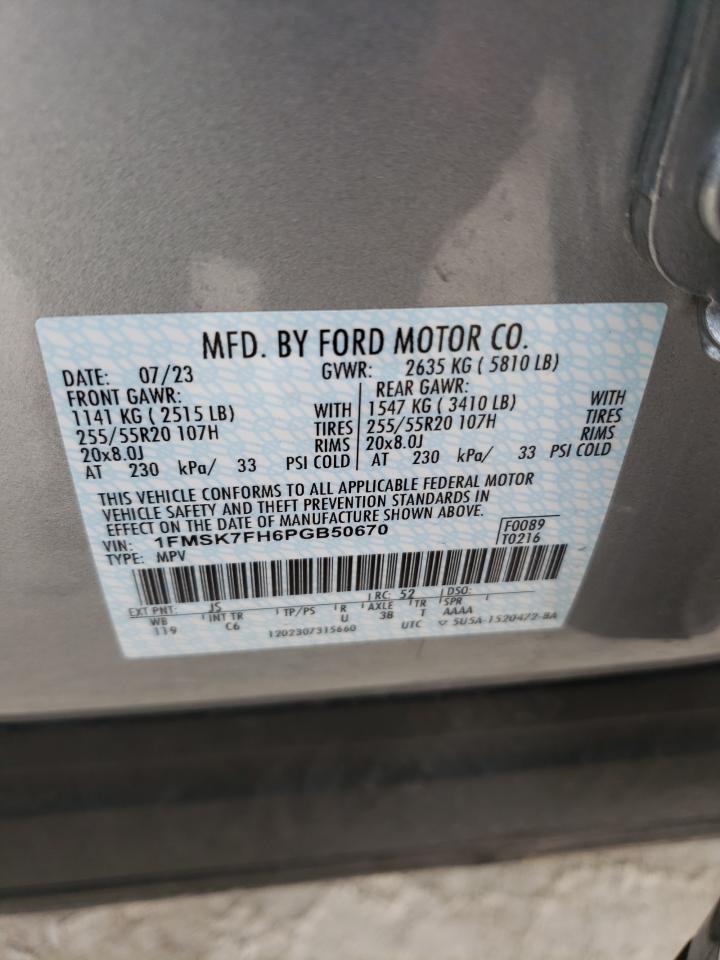 MFD. BY FORD MOTOR CO.
DATE: 07/23 GVWR: 2635 KG ( 5810 LB)
FRONT GAWR: REAR GAWR:
1141 KG ( 2515 LB) WITH 1547 KG ( 3410 LB) WITH
255/55R20 107H TIRES 255/55R20 107H TIRES
20x8.0J RIMS 20x8.0J RIMS
AT 230 kPa/ 33 PSI COLD AT 230 kPa/ 33 PSI COLD
THIS VEHICLE CONFORMS TO ALL APPLICABLE FEDERAL MOTOR
VEHICLE SAFETY AND THEFT PREVENTION STANDARDS IN
EFFECT ON THE DATE OF MANUFACTURE SHOWN ABOVE.
VIN: 1FMSK7FH6PGB50670 F0089
TYPE: MPV T0216
EXT PNT: JS RC: 52 DSO:
WB INT TR TP/PS R AXLE TR SPR
119 C6 U 3B T AAAA
1202307315660 UTC ▽ 5U5A-1520472-BA